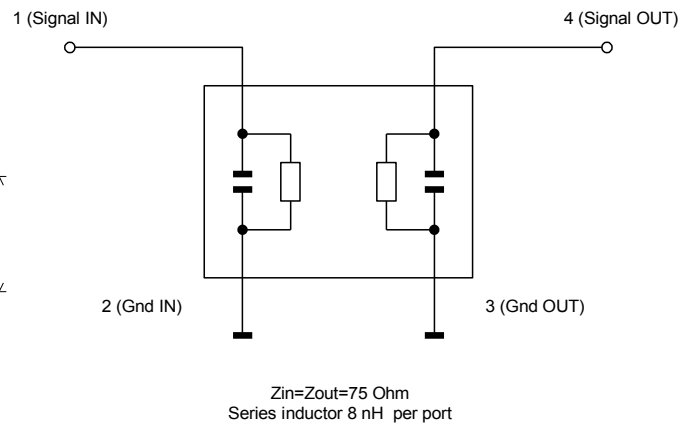 1 (Signal IN)
4 (Signal OUT)
2 (Gnd IN)
3 (Gnd OUT)
Zin=Zout=75 Ohm
Series inductor 8 nH per port